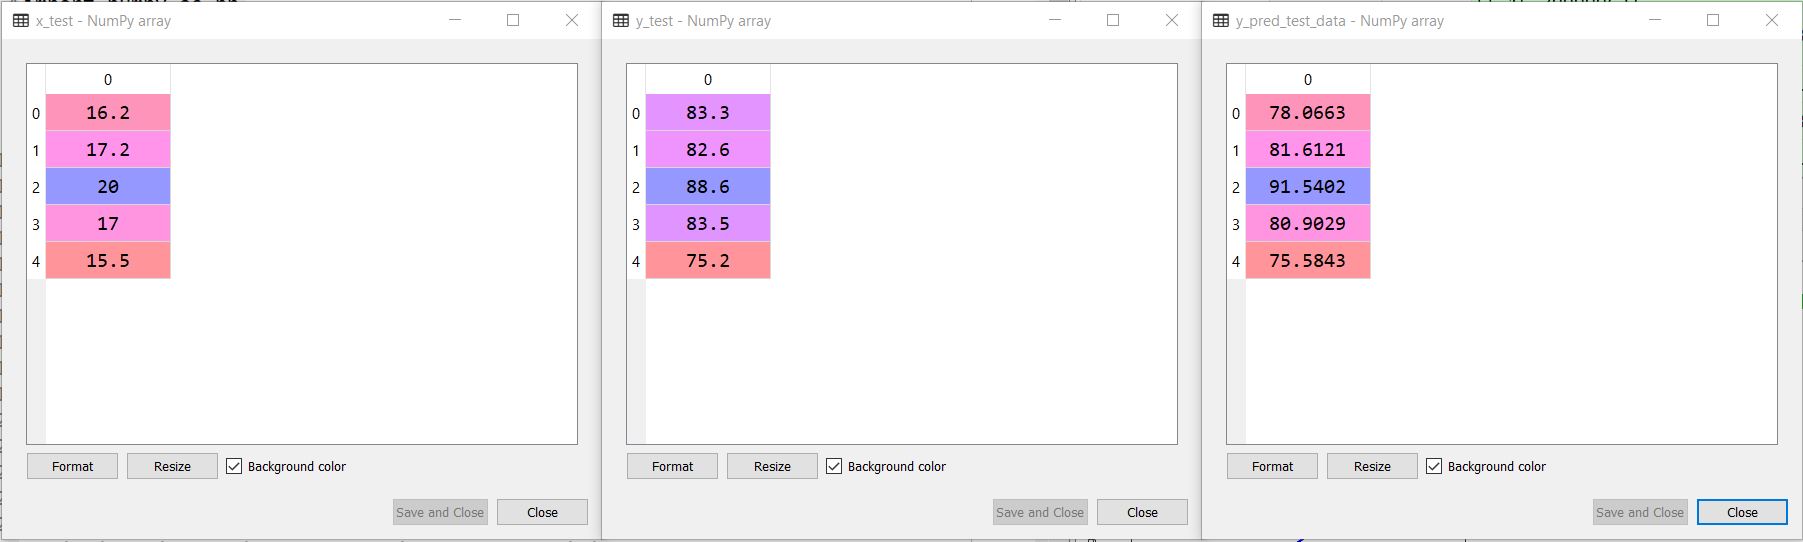 x_test - NumPy array
0
0 16.2
1 17.2
2 20
3 17
4 15.5
Format Resize Background color
Save and Close Close
y_test - NumPy array
0
0 83.3
1 82.6
2 88.6
3 83.5
4 75.2
Format Resize Background color
Save and Close Close
y_pred_test_data - NumPy array
0
0 78.0663
1 81.6121
2 91.5402
3 80.9029
4 75.5843
Format Resize Background color
Save and Close Close